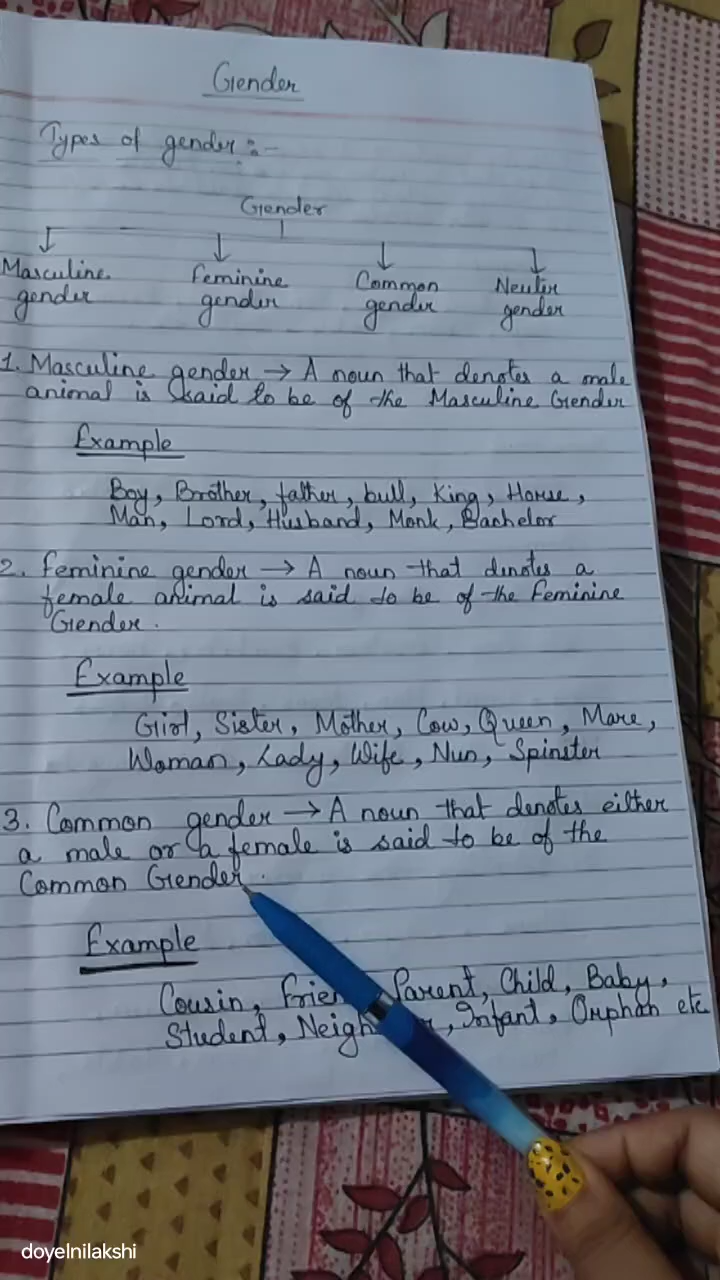 Gender
Types of gender :-
Gender
Masculine gender
Feminine gender
Common gender
Neuter gender
1. Masculine gender → A noun that denotes a male
animal is said to be of the Masculine Gender
Example
Boy, Brother, father, bull, King, Horse,
Man, Lord, Husband, Monk, Bachelor
2. Feminine gender → A noun that denotes a
female animal is said to be of the Feminine
Gender.
Example
Girl, Sister, Mother, Cow, Queen, Mare,
Woman, Lady, Wife, Nun, Spinster
3. Common gender → A noun that denotes either
a male or a female is said to be of the
Common Gender.
Example
Cousin, Parent, Child, Baby,
Student, Infant, Orphan etc
doyelnilakshi